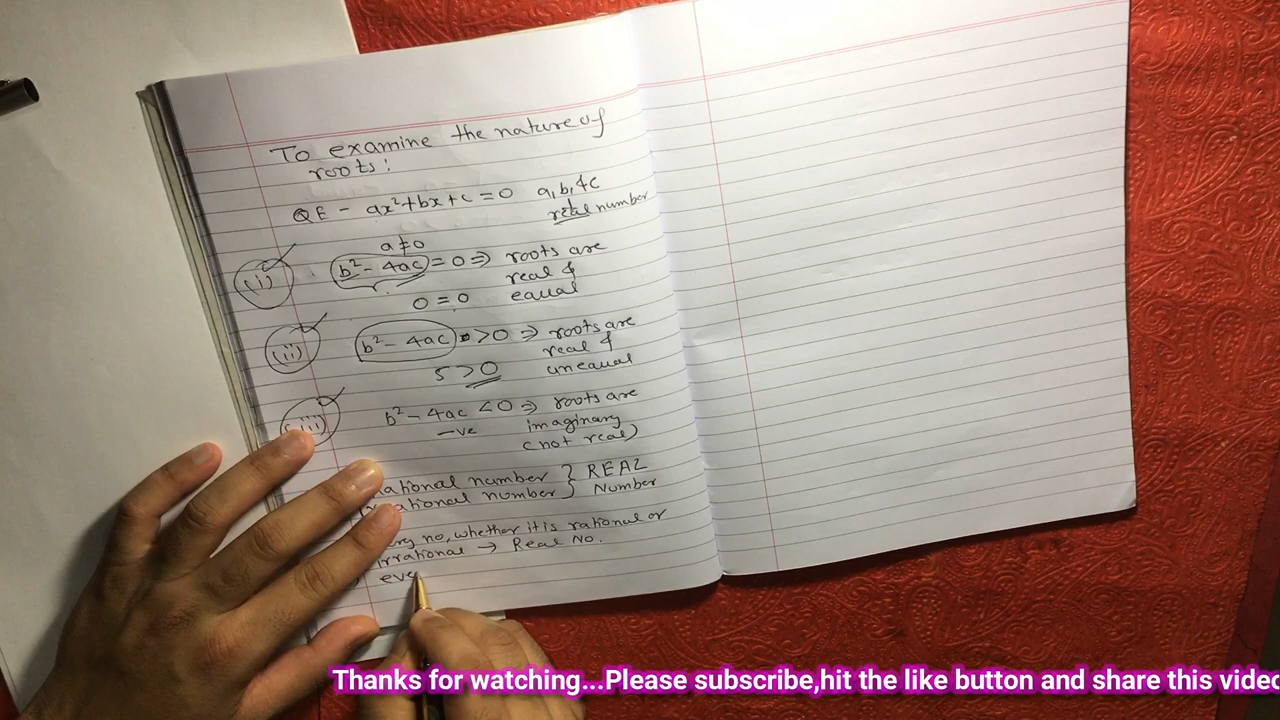 To examine the nature of
roots!
QE - ax²+bx+c=0 a,b,&c
real number
a≠0
(i) b²-4ac=0⇒ roots are
real &
0=0 equal
(ii) b²-4ac>0⇒ roots are
real &
5>0 unequal
(iii) b²-4ac<0⇒ roots are
-ve imaginary
(not real)
rational number } REAL
irrational number } Number
no, whether it is rational or
irrational → Real No.
eve
Thanks for watching...Please subscribe,hit the like button and share this video